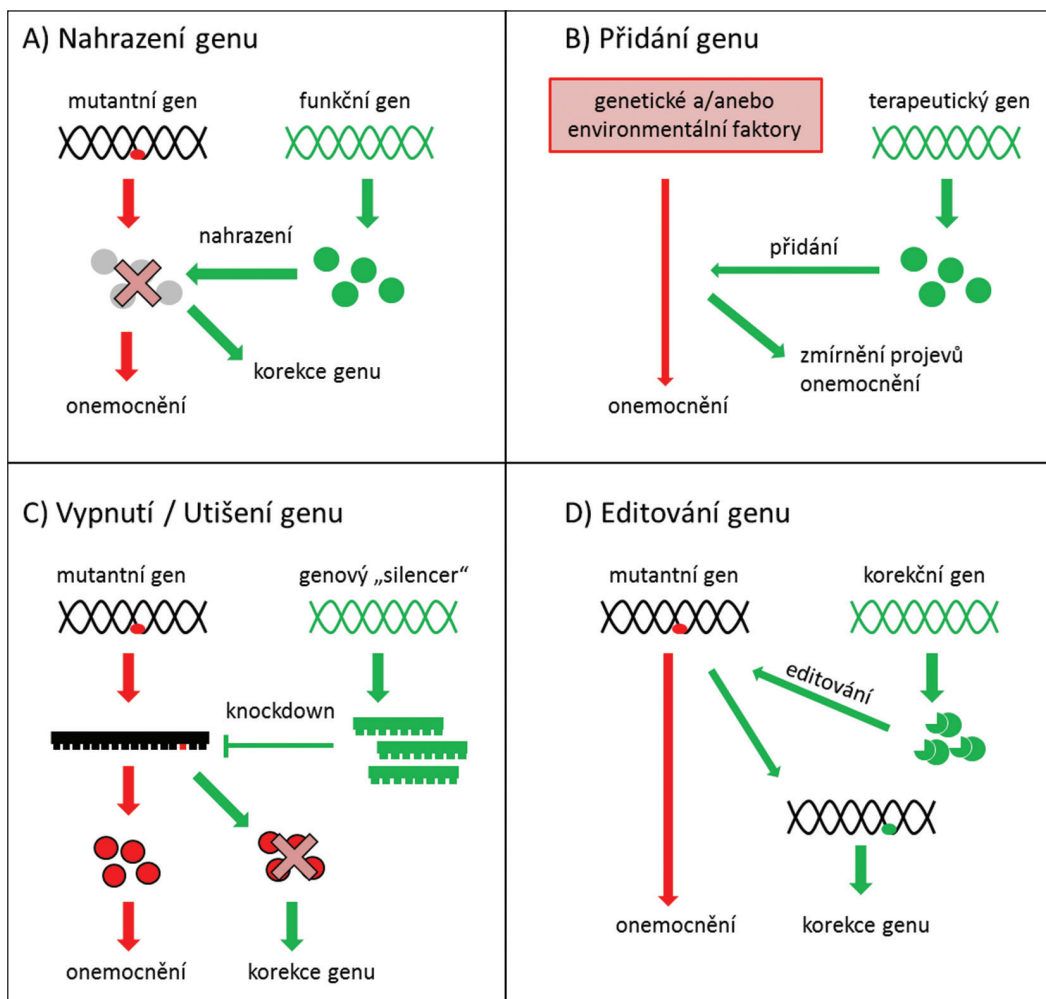 A) Nahrazení genu
mutantní gen
funkční gen
nahrazení
korekce genu
onemocnění
B) Přidání genu
genetické a/anebo
environmentální faktory
terapeutický gen
přidání
zmírnění projevů
onemocnění
onemocnění
C) Vypnutí / Utišení genu
mutantní gen
genový „silencer“
knockdown
onemocnění
korekce genu
D) Editování genu
mutantní gen
korekční gen
editování
onemocnění
korekce genu